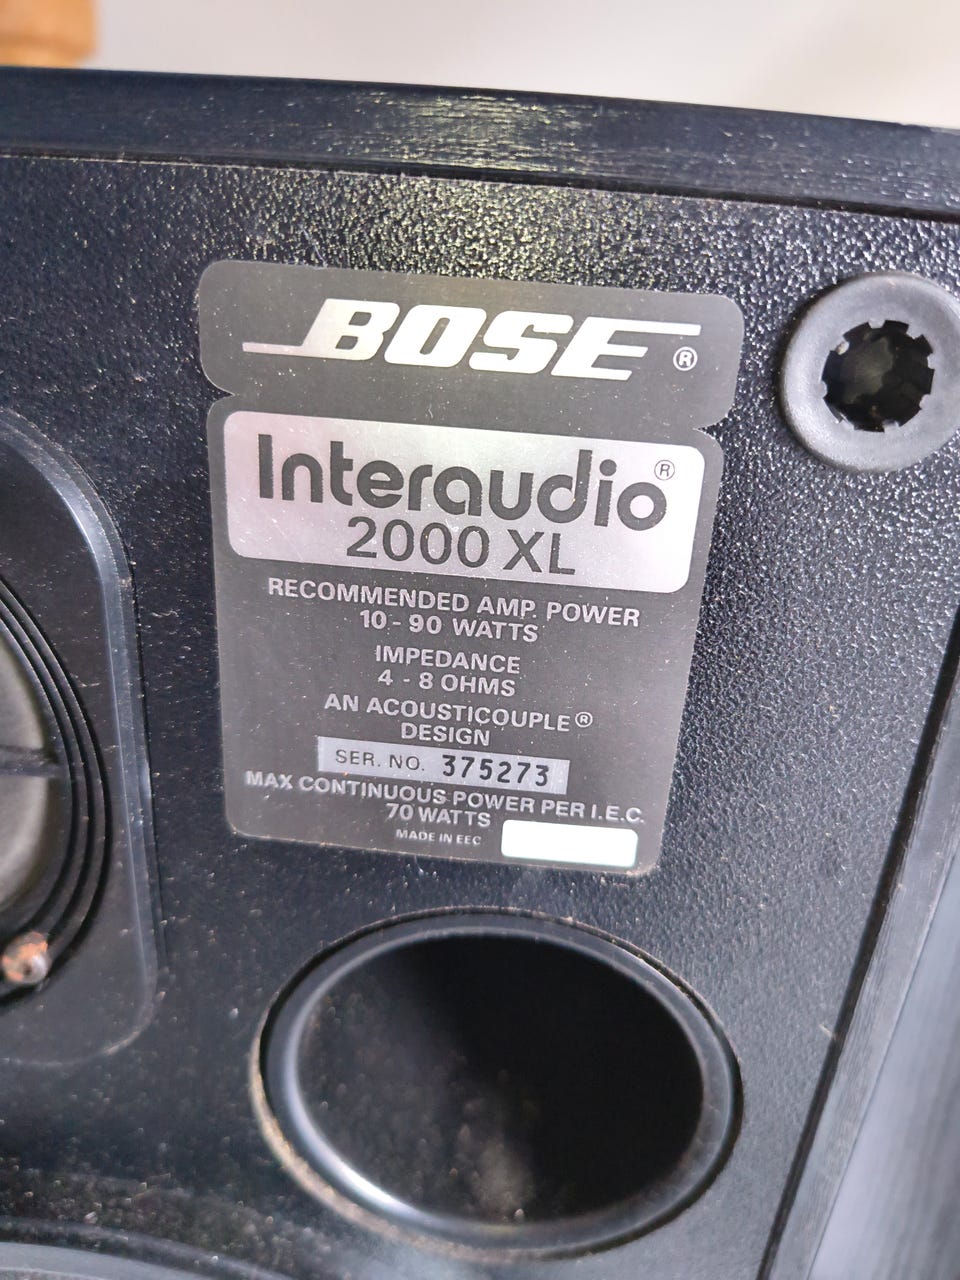 BOSE®
Interaudio®
2000 XL
RECOMMENDED AMP. POWER
10 - 90 WATTS
IMPEDANCE
4 - 8 OHMS
AN ACOUSTICOUPLE®
DESIGN
SER. NO. 375273
MAX CONTINUOUS POWER PER I.E.C.
70 WATTS
MADE IN EEC